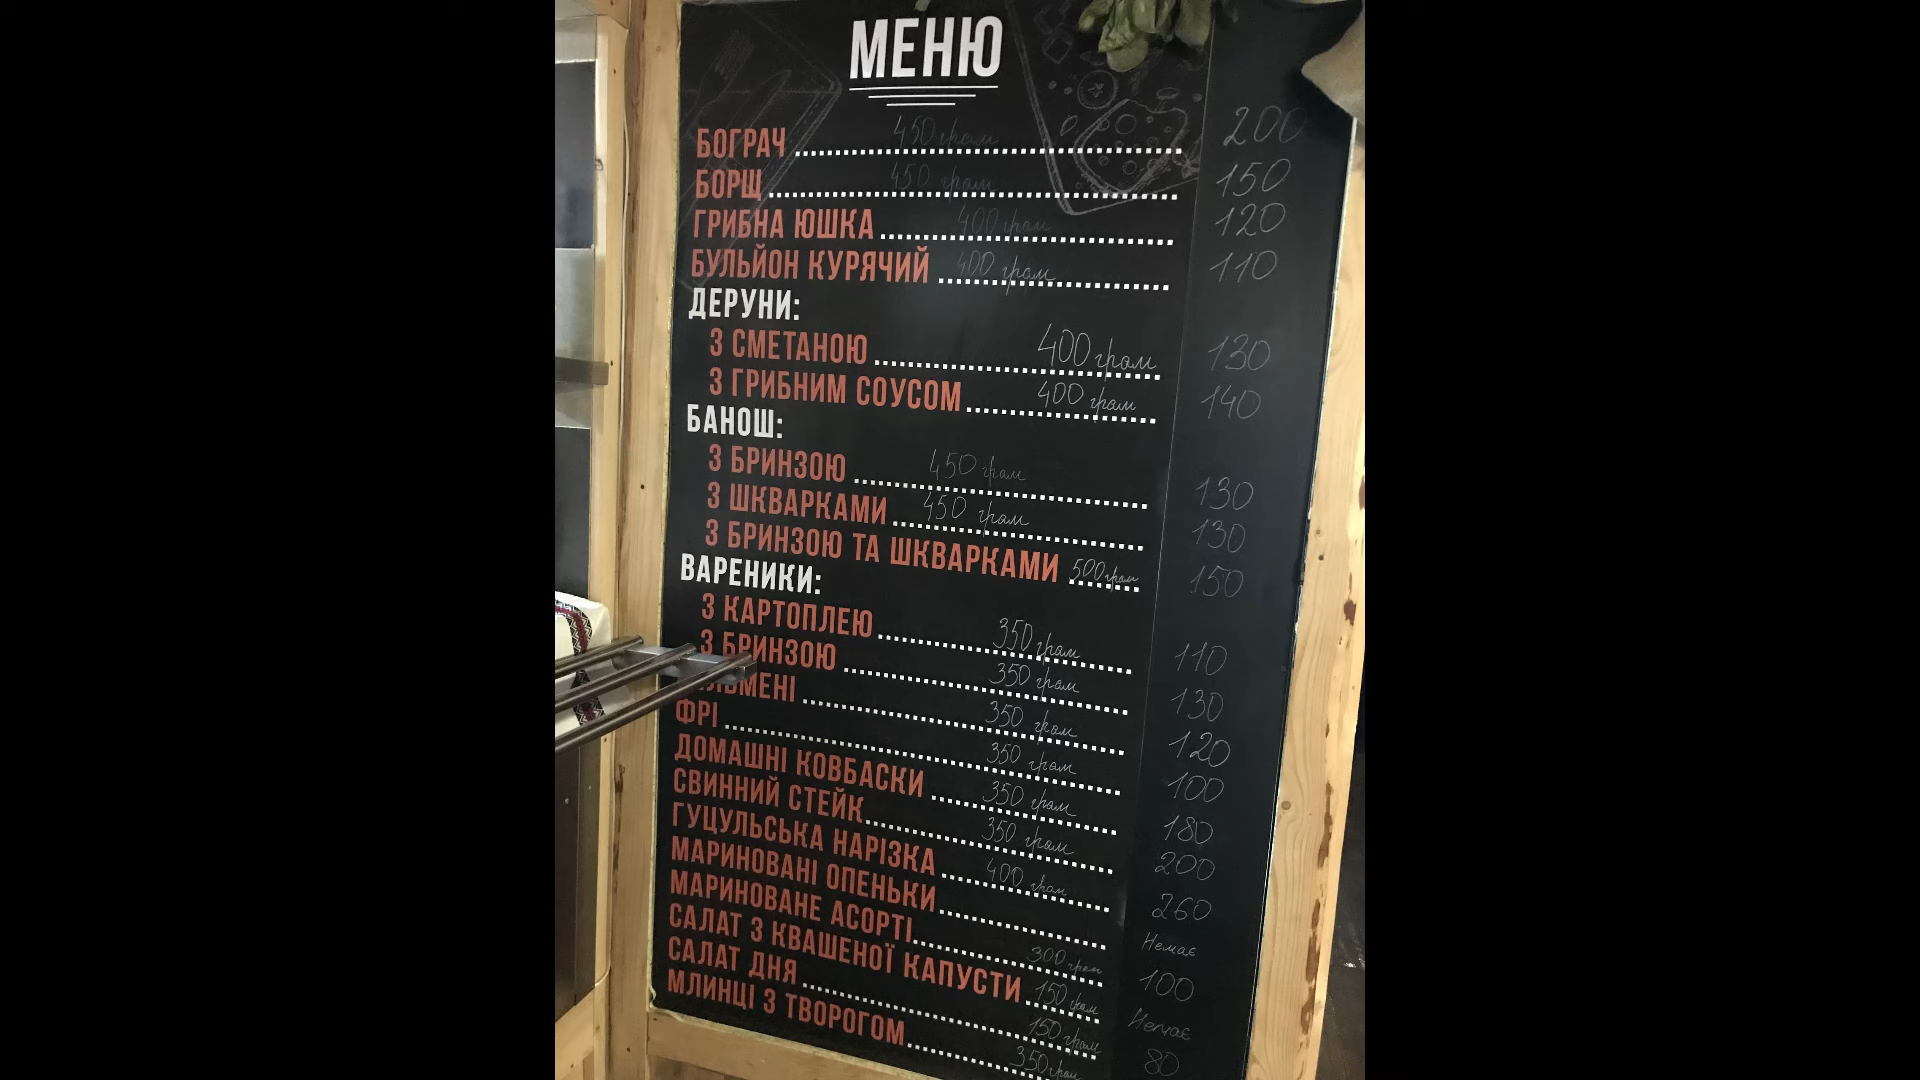 МЕНЮ
БОГРАЧ 450 грам 200
БОРЩ 450 грам 150
ГРИБНА ЮШКА 400 грам 120
БУЛЬЙОН КУРЯЧИЙ 400 грам 110
ДЕРУНИ:
З СМЕТАНОЮ 400 грам 130
З ГРИБНИМ СОУСОМ 400 грам 140
БАНОШ:
З БРИНЗОЮ 450 грам 130
З ШКВАРКАМИ 450 грам 130
З БРИНЗОЮ ТА ШКВАРКАМИ 500 грам 150
ВАРЕНИКИ:
З КАРТОПЛЕЮ 350 грам 110
З БРИНЗОЮ 350 грам 130
350 грам 120
ФРІ 350 грам 100
ДОМАШНІ КОВБАСКИ 350 грам 180
СВИННИЙ СТЕЙК 350 грам 200
ГУЦУЛЬСЬКА НАРІЗКА 400 грам 260
МАРИНОВАНІ ОПЕНЬКИ Немає
МАРИНОВАНЕ АСОРТІ 300 грам 100
САЛАТ З КВАШЕНОЇ КАПУСТИ 150 грам Немає
САЛАТ ДНЯ 150 грам 80
МЛИНЦІ З ТВОРОГОМ 350 грам